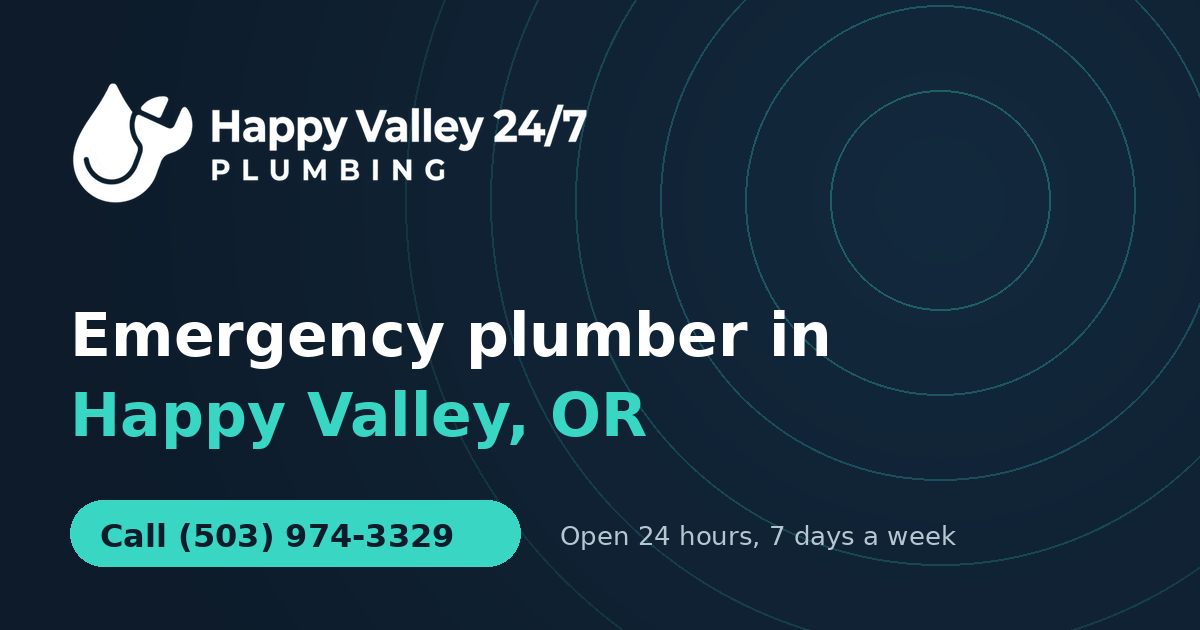 Happy Valley 24/7
PLUMBING
Emergency plumber in
Happy Valley, OR
Call (503) 974-3329
Open 24 hours, 7 days a week